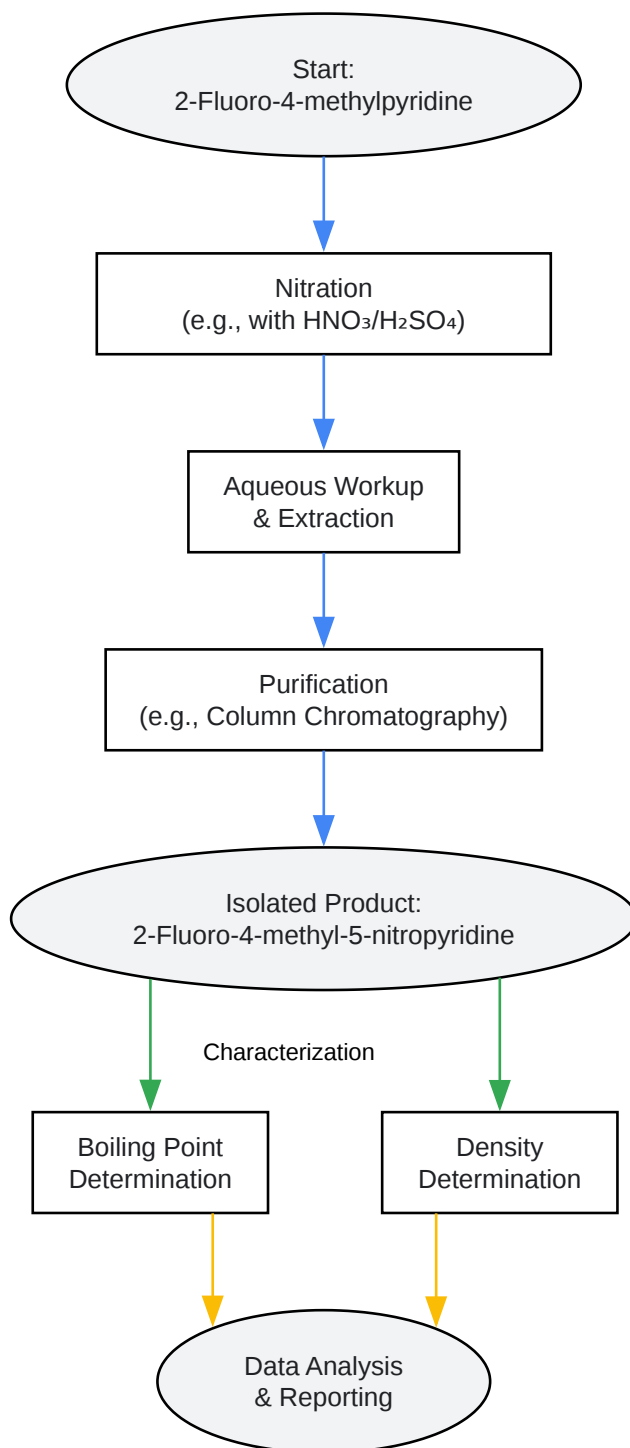 Start:
2-Fluoro-4-methylpyridine
Nitration
(e.g., with HNO₃/H₂SO₄)
Aqueous Workup
& Extraction
Purification
(e.g., Column Chromatography)
Isolated Product:
2-Fluoro-4-methyl-5-nitropyridine
Characterization
Boiling Point
Determination
Density
Determination
Data Analysis
& Reporting